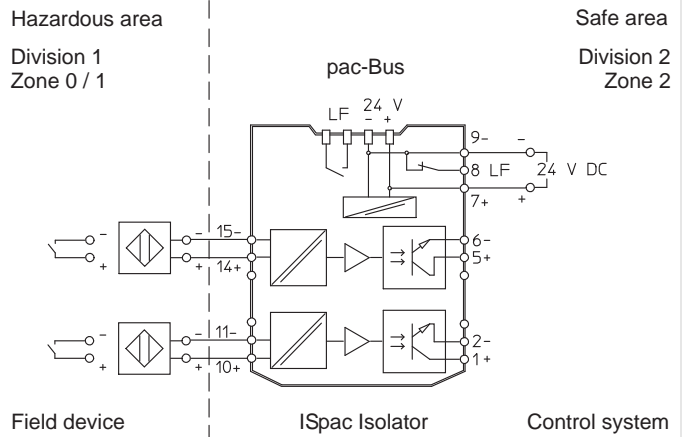 Hazardous area
Safe area
Division 1
Zone 0 / 1
Division 2
Zone 2
pac-Bus
LF
24 V
- +
9-
-
8 LF
24 V DC
7+
+
-
-
15-
6-
+
+
14+
5+
-
-
11-
2-
+
+
10+
1+
Field device
ISpac Isolator
Control system